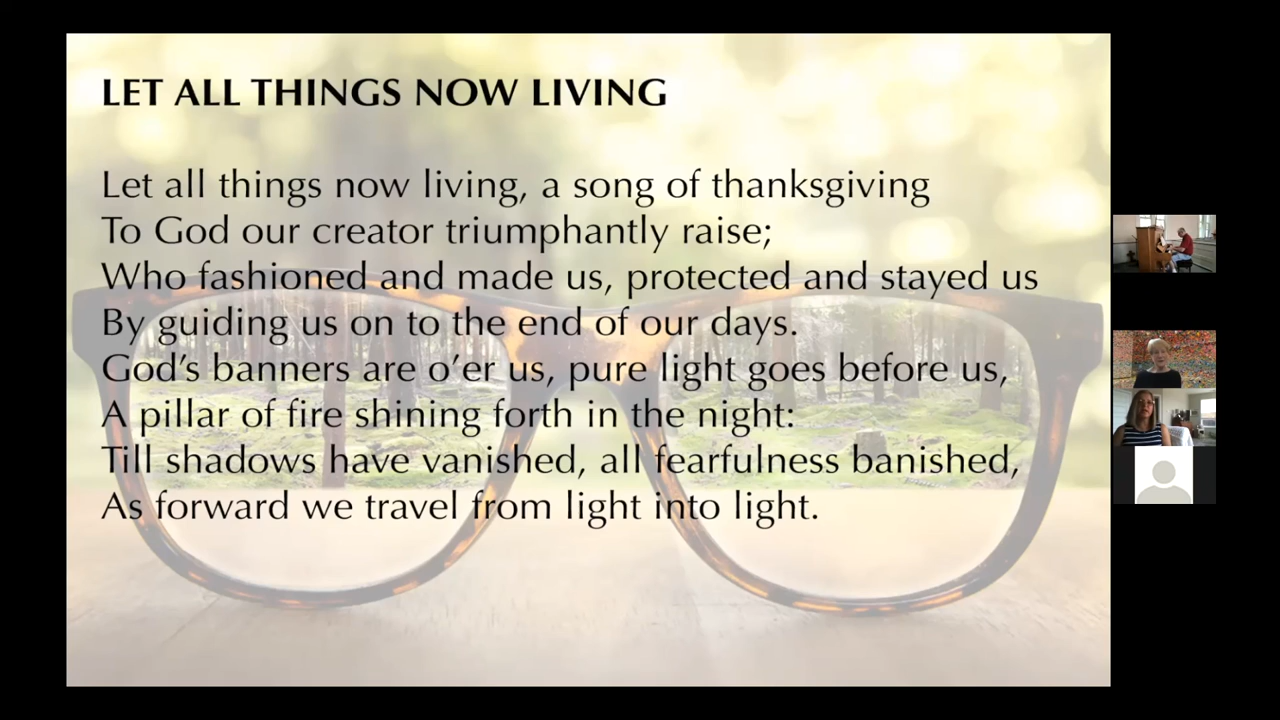 LET ALL THINGS NOW LIVING
Let all things now living, a song of thanksgiving
To God our creator triumphantly raise;
Who fashioned and made us, protected and stayed us
By guiding us on to the end of our days.
God’s banners are o’er us, pure light goes before us,
A pillar of fire shining forth in the night:
Till shadows have vanished, all fearfulness banished,
As forward we travel from light into light.